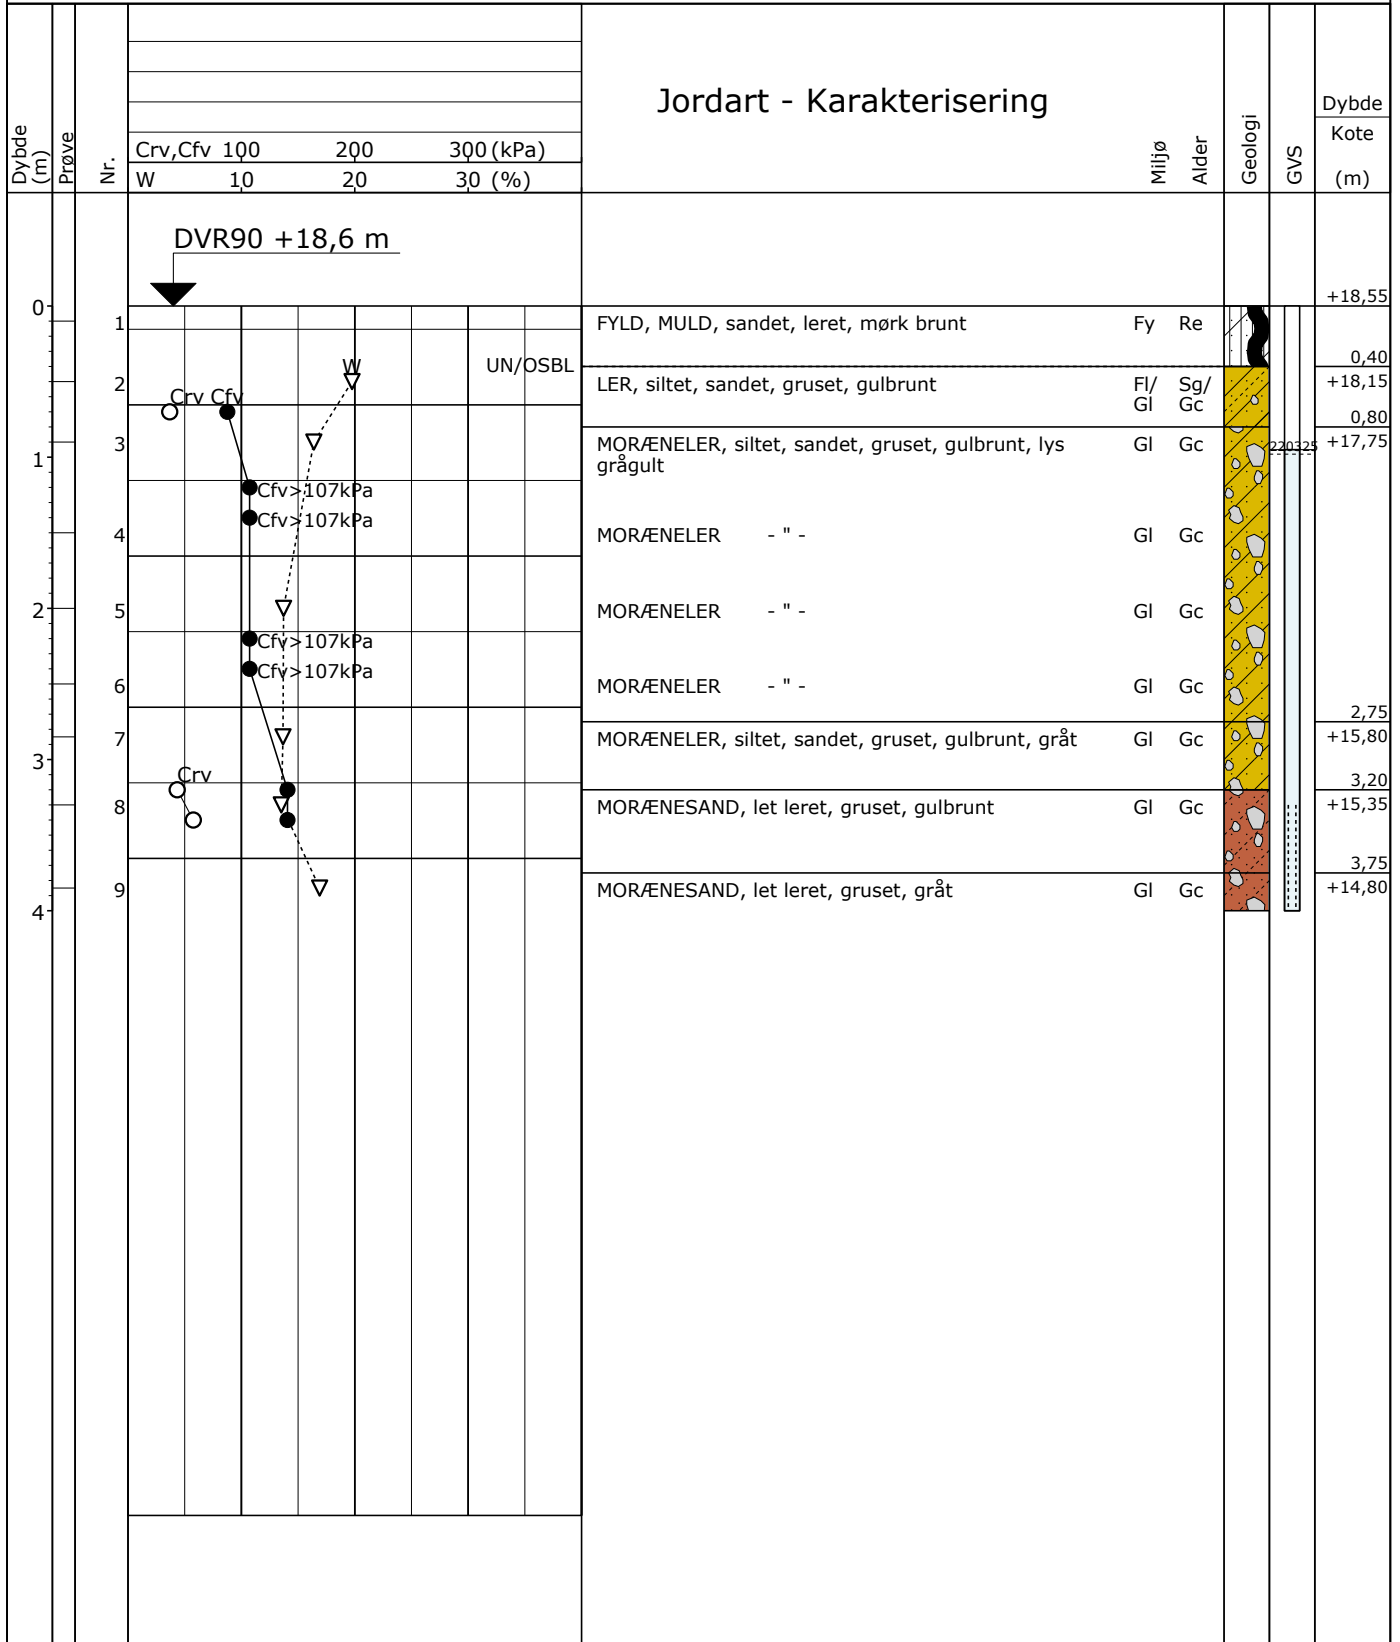 Jordart - Karakterisering
Dybde (m)
Prøve
Nr.
Crv,Cfv 100 200 300 (kPa)
W 10 20 30 (%)
Miljø
Alder
Geologi
GVS
Dybde
Kote
(m)
DVR90 +18,6 m
0
+18,55
1
FYLD, MULD, sandet, leret, mørk brunt Fy Re
0,40
W
UN/OSBL
2
LER, siltet, sandet, gruset, gulbrunt Fl/ Sg/
Gl Gc
+18,15
Crv Cfv
0,80
3
MORÆNELER, siltet, sandet, gruset, gulbrunt, lys Gl Gc
grågult
220325
+17,75
1
Cfv>107kPa
Cfv>107kPa
4
MORÆNELER - " - Gl Gc
2
5
MORÆNELER - " - Gl Gc
Cfv>107kPa
Cfv>107kPa
6
MORÆNELER - " - Gl Gc
2,75
7
MORÆNELER, siltet, sandet, gruset, gulbrunt, gråt Gl Gc
+15,80
3
Crv
3,20
8
MORÆNESAND, let leret, gruset, gulbrunt Gl Gc
+15,35
3,75
9
MORÆNESAND, let leret, gruset, gråt Gl Gc
+14,80
4